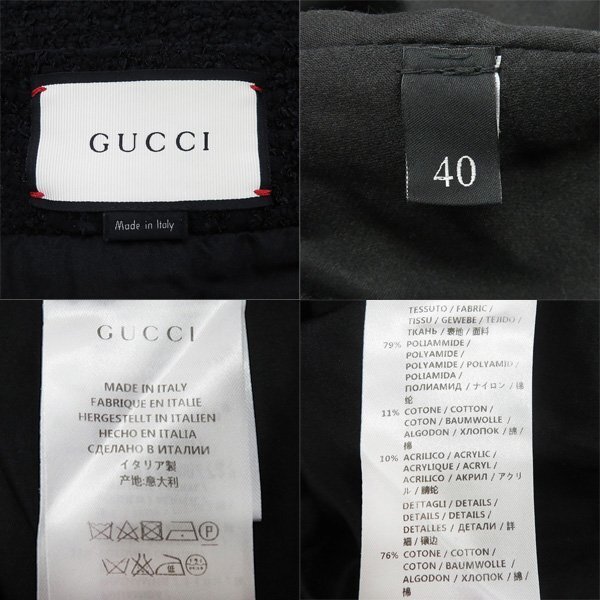 GUCCI
Made in Italy
40
GUCCI
MADE IN ITALY
FABRIQUE EN ITALIE
HERGESTELLT IN ITALIEN
HECHO EN ITALIA
СДЕЛАНО В ИТАЛИИ
イタリア製
产地:意大利
P
TESSUTO / FABRIC /
TISSU / GEWEBE / TEJIDO /
ТКАНЬ / 表地 / 面料
79% POLIAMMIDE /
POLYAMIDE /
POLYAMIDE / POLYAMID /
POLIAMIDA /
ПОЛИАМИД / ナイロン / 锦
11% COTONE / COTTON /
COTON / BAUMWOLLE /
ALGODON / ХЛОПОК / 綿 /
棉
10% ACRILICO / ACRYLIC /
ACRYLIQUE / ACRYL /
ACRILICO / АКРИЛ / アクリ
ル / 腈
DETTAGLI / DETAILS /
DETAILS / DETAILS /
DETALLES / ДЕТАЛИ / 詳
細 / 镶边
76% COTONE / COTTON /
COTON / BAUMWOLLE /
ALGODON / ХЛОПОК / 綿 /
棉